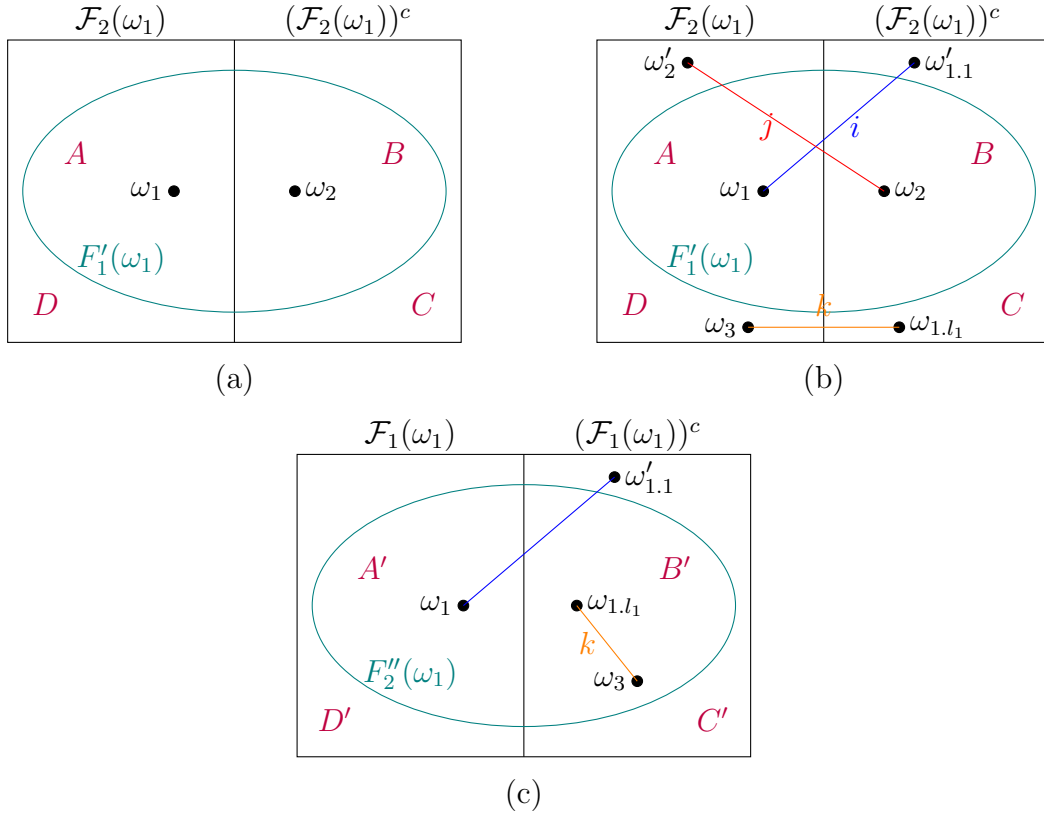 𝓕₂(ω₁) (𝓕₂(ω₁))ᶜ
A B
ω₁ ω₂
F′₁(ω₁)
D C
(a)
𝓕₂(ω₁) (𝓕₂(ω₁))ᶜ
ω′₂ ω′₁.₁
j i
A B
ω₁ ω₂
F′₁(ω₁)
D k C
ω₃ ω₁.l₁
(b)
𝓕₁(ω₁) (𝓕₁(ω₁))ᶜ
ω′₁.₁
A′ B′
ω₁ ω₁.l₁
k
F″₂(ω₁) ω₃
D′ C′
(c)